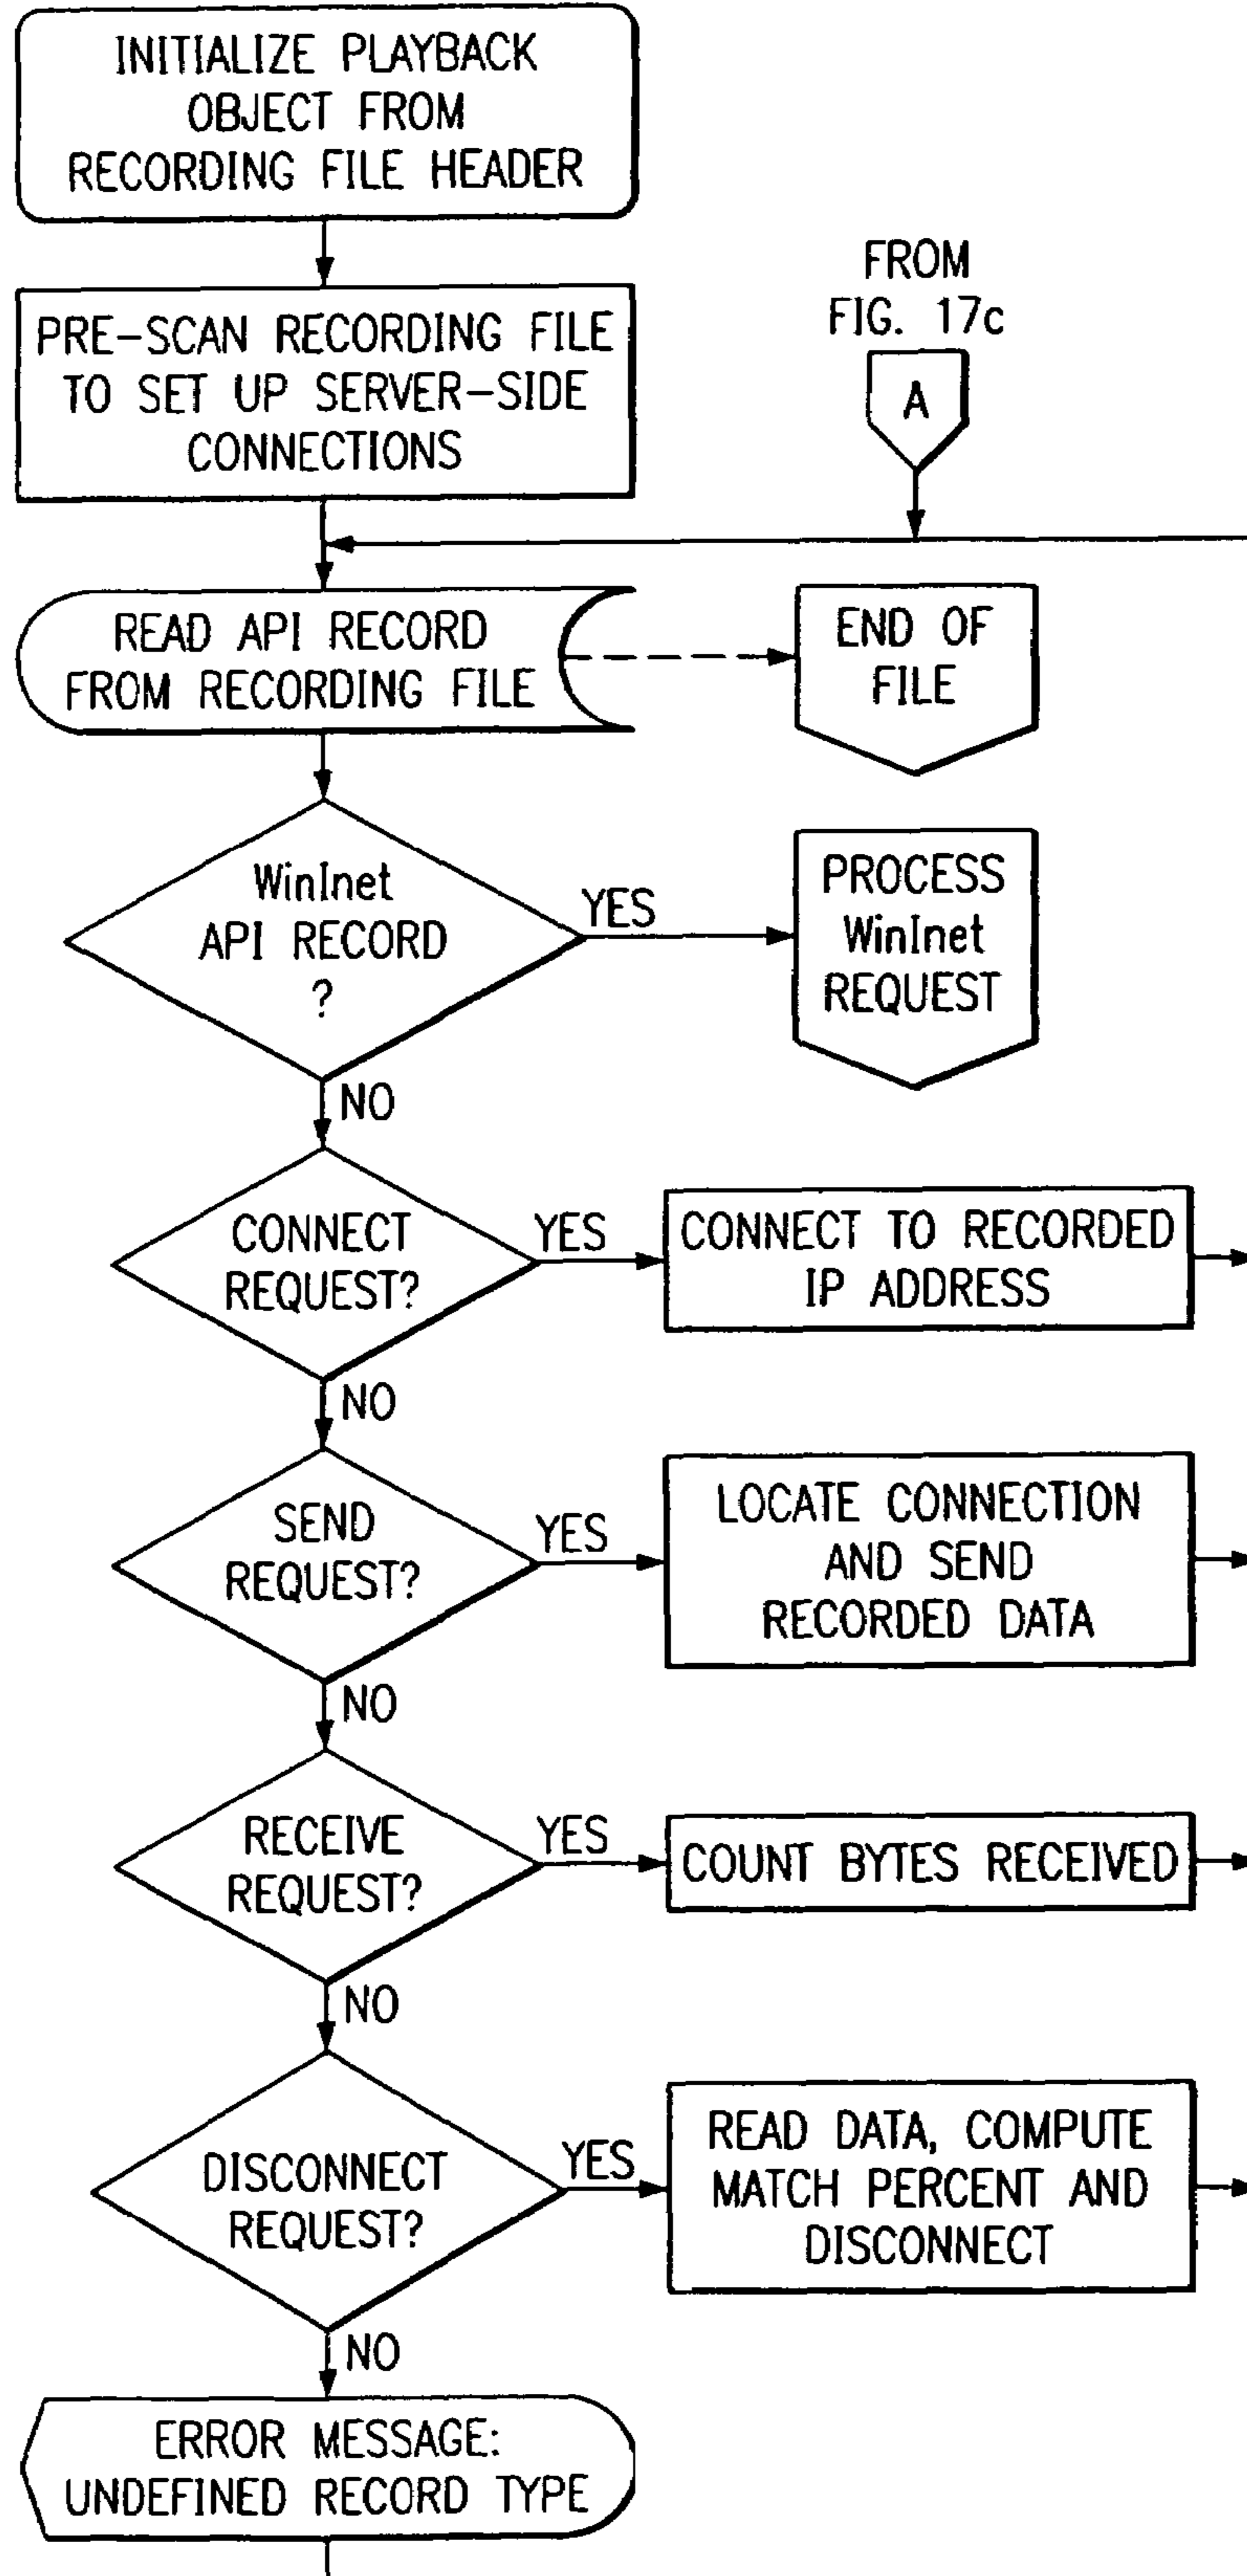 INITIALIZE PLAYBACK
OBJECT FROM
RECORDING FILE HEADER
PRE-SCAN RECORDING FILE
TO SET UP SERVER-SIDE
CONNECTIONS
FROM
FIG. 17c
A
READ API RECORD
FROM RECORDING FILE
END OF
FILE
WinInet
API RECORD
?
YES
PROCESS
WinInet
REQUEST
NO
CONNECT
REQUEST?
YES
CONNECT TO RECORDED
IP ADDRESS
NO
SEND
REQUEST?
YES
LOCATE CONNECTION
AND SEND
RECORDED DATA
NO
RECEIVE
REQUEST?
YES
COUNT BYTES RECEIVED
NO
DISCONNECT
REQUEST?
YES
READ DATA, COMPUTE
MATCH PERCENT AND
DISCONNECT
NO
ERROR MESSAGE:
UNDEFINED RECORD TYPE